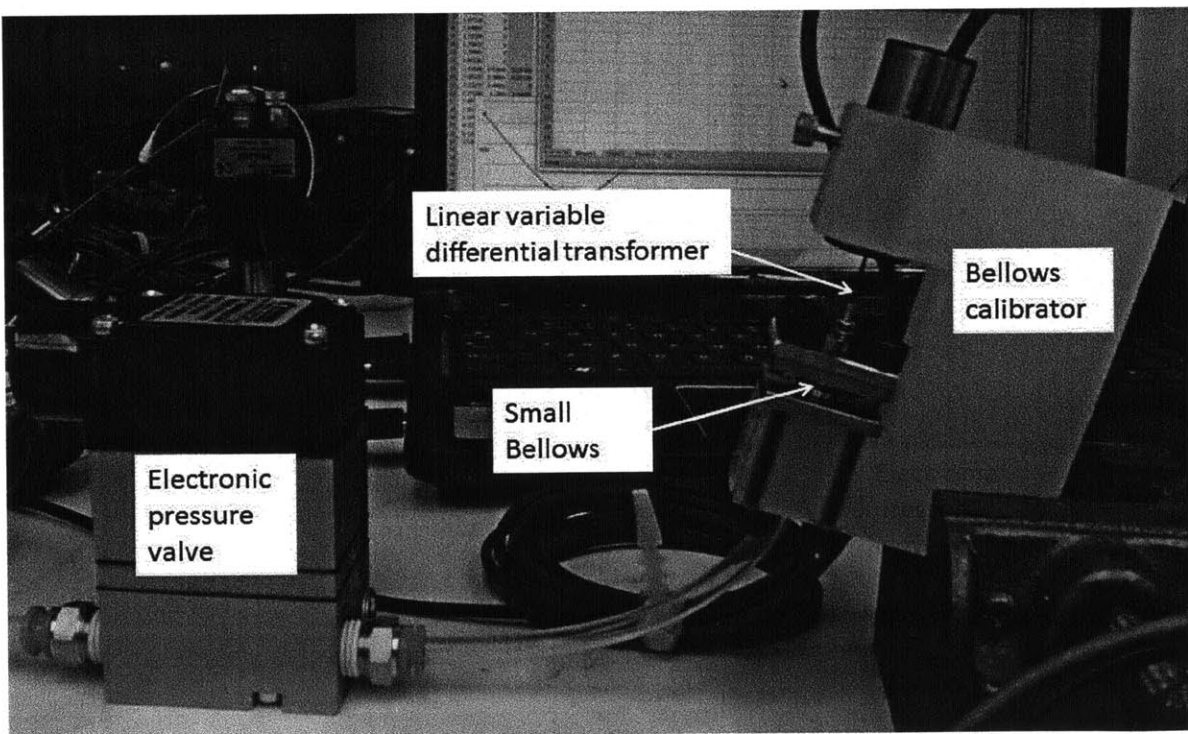 Linear variable
differential transformer
Bellows
calibrator
Small
Bellows
Electronic
pressure
valve